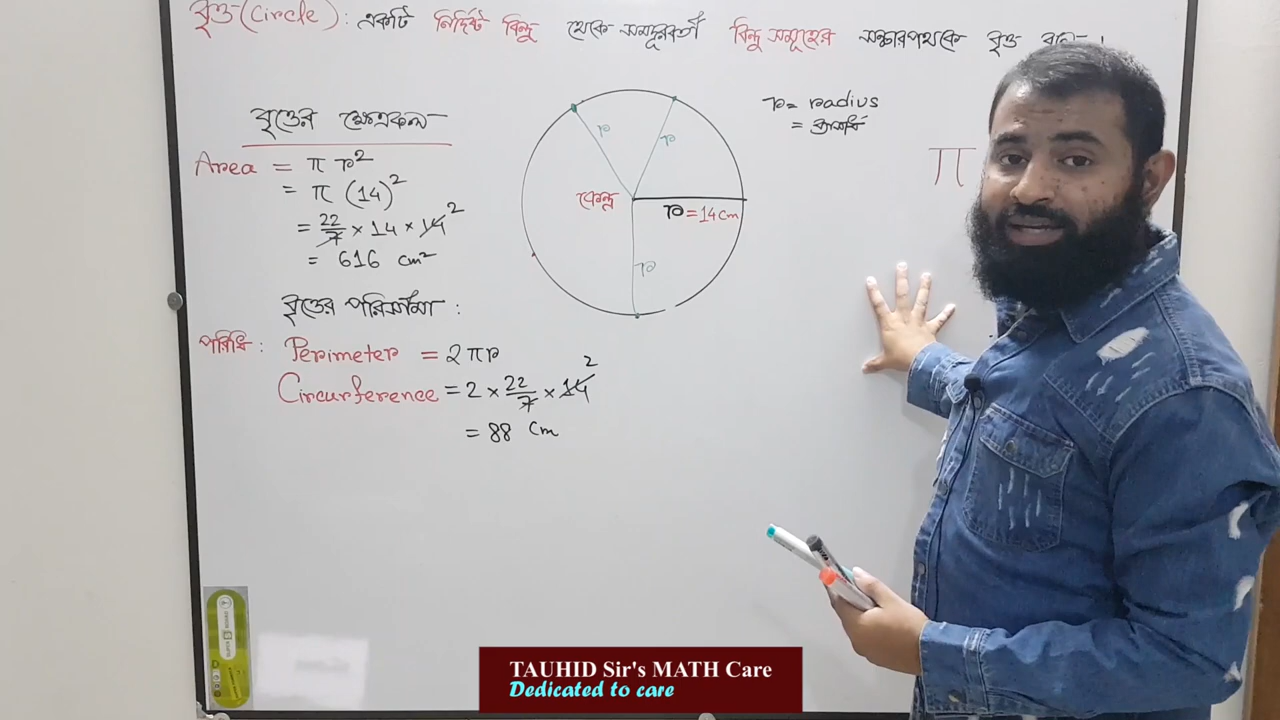 বৃত্ত (Circle) : একটি নির্দিষ্ট বিন্দু থেকে সমদূরবর্তী বিন্দু সমূহের সঞ্চারপথকে বৃত্ত বলে ।
বৃত্তের ক্ষেত্রফল
Area = π r²
= π (14)²
= 22/7 × 14 × 14 2
= 616 cm²
বৃত্তের পরিসীমা :
পরিধি : Perimeter = 2πr
Circumference = 2 × 22/7 × 14 2
= 88 cm
r
r
কেন্দ্র
r = 14 cm
r
r = radius
= ব্যাসার্ধ
π
TAUHID Sir's MATH Care
Dedicated to care